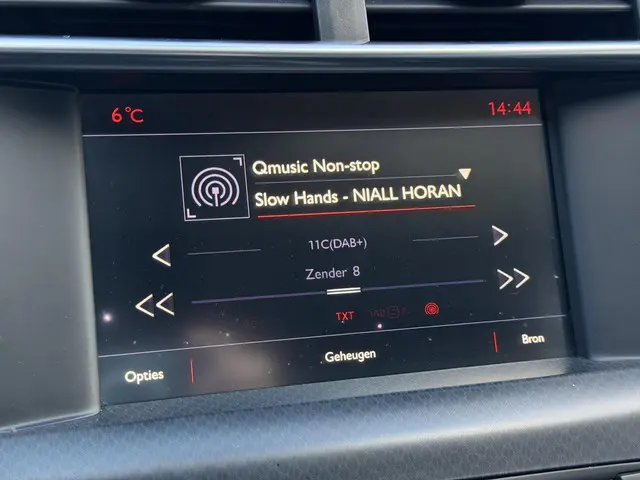 6°C 14:44
Qmusic Non-stop
Slow Hands - NIALL HORAN
11C(DAB+)
Zender 8
TXT
Geheugen
Opties Bron